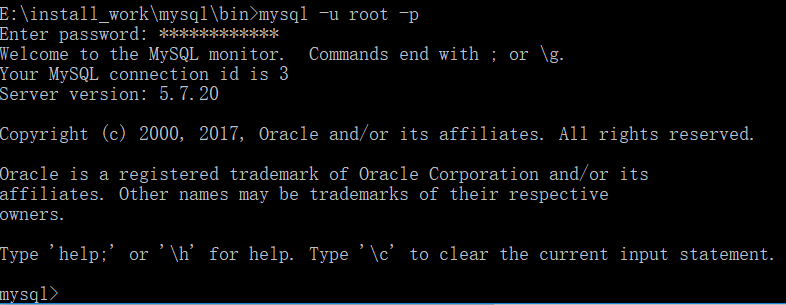 E:\install_work\mysql\bin>mysql -u root -p
Enter password: ************
Welcome to the MySQL monitor.  Commands end with ; or \g.
Your MySQL connection id is 3
Server version: 5.7.20
Copyright (c) 2000, 2017, Oracle and/or its affiliates. All rights reserved.
Oracle is a registered trademark of Oracle Corporation and/or its
affiliates. Other names may be trademarks of their respective
owners.
Type 'help;' or '\h' for help. Type '\c' to clear the current input statement.
mysql>